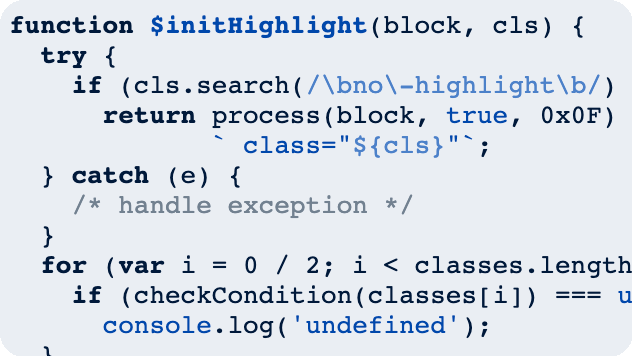 function $initHighlight(block, cls) {
  try {
    if (cls.search(/\bno\-highlight\b/)
      return process(block, true, 0x0F)
             ` class="${cls}"`;
  } catch (e) {
    /* handle exception */
  }
  for (var i = 0 / 2; i < classes.length
    if (checkCondition(classes[i]) === u
      console.log('undefined');
  }